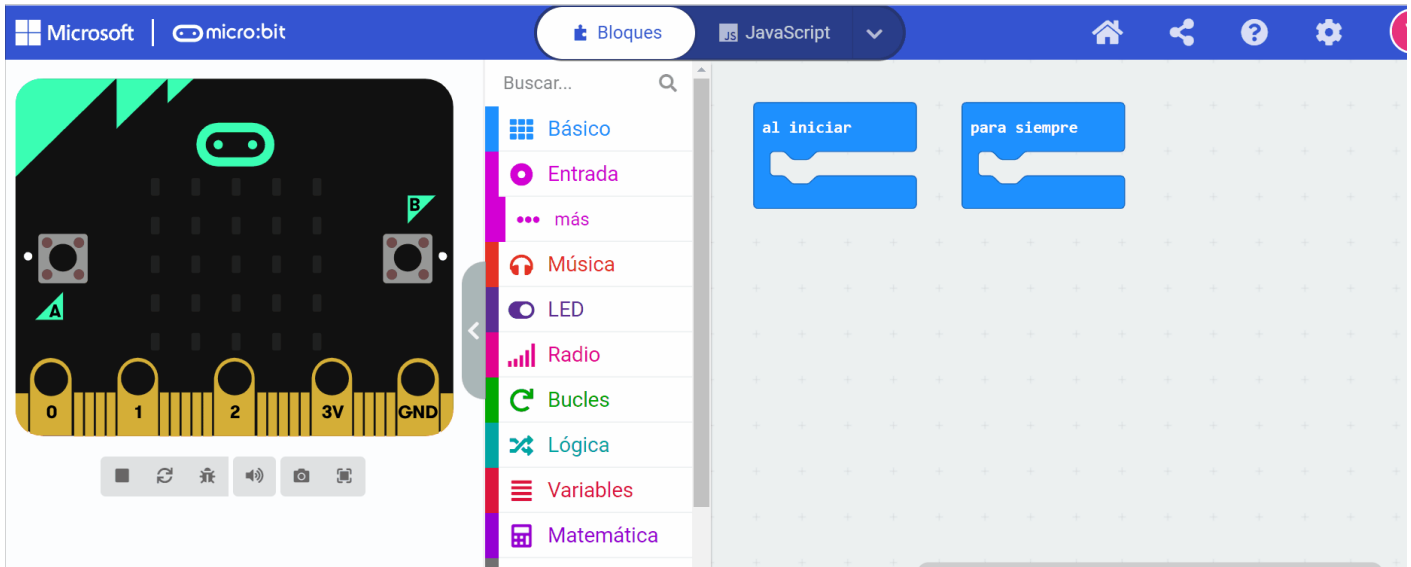 Microsoft micro:bit Bloques JS JavaScript
Buscar...
Básico
Entrada
más
Música
LED
Radio
Bucles
Lógica
Variables
Matemática
al iniciar
para siempre
B
A
0 1 2 3V GND